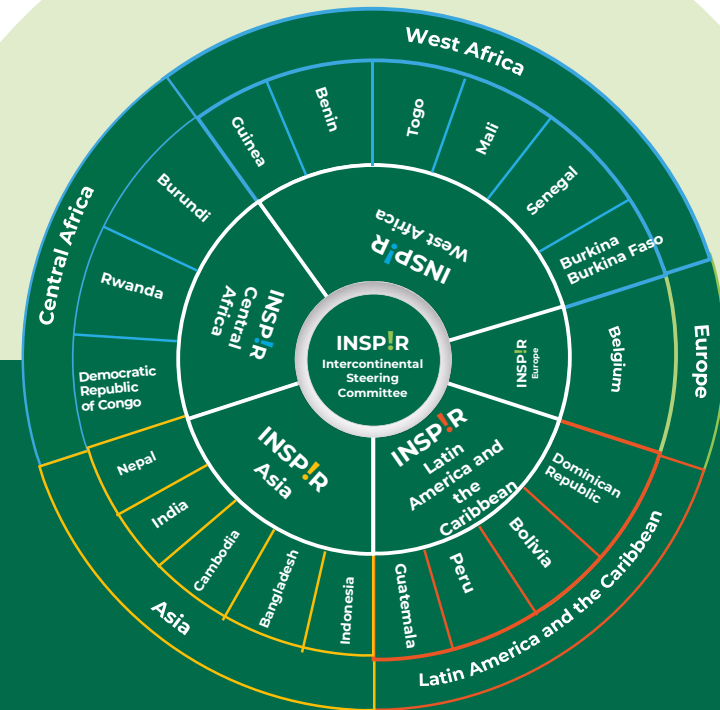 West Africa
Guinea
Benin
Togo
Mali
Senegal
Burkina
Burkina Faso
INSP!R
West Africa
Central Africa
Burundi
Rwanda
Democratic
Republic
of Congo
INSP!R
Central
Africa
INSP!R
Intercontinental
Steering
Committee
INSP!R
Europe
Belgium
Europe
INSP!R
Asia
Nepal
India
Cambodia
Bangladesh
Indonesia
Asia
INSP!R
Latin
America and
the
Caribbean
Dominican
Republic
Bolivia
Peru
Guatemala
Latin America and the Caribbean